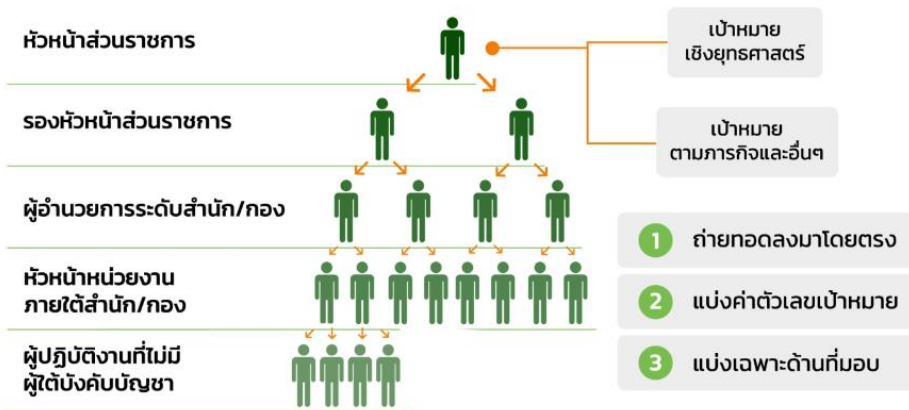 หัวหน้าส่วนราชการ
รองหัวหน้าส่วนราชการ
ผู้อำนวยการระดับสำนัก/กอง
หัวหน้าหน่วยงาน
ภายใต้สำนัก/กอง
ผู้ปฏิบัติงานที่ไม่มี
ผู้ใต้บังคับบัญชา
เป้าหมาย
เชิงยุทธศาสตร์
เป้าหมาย
ตามภารกิจและอื่นๆ
1 ถ่ายทอดลงมาโดยตรง
2 แบ่งค่าตัวเลขเป้าหมาย
3 แบ่งเฉพาะด้านที่มอบ